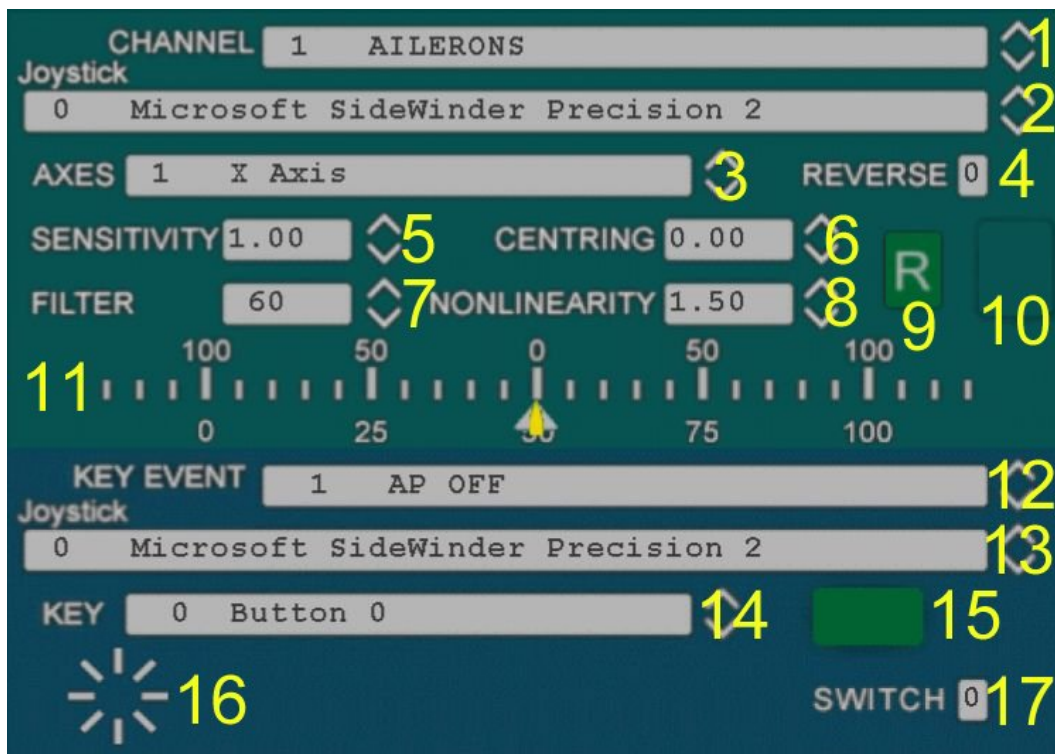 CHANNEL 1 AILERONS 1
Joystick
0 Microsoft SideWinder Precision 2 2
AXES 1 X Axis 3 REVERSE 0 4
SENSITIVITY 1.00 5 CENTRING 0.00 6
R
FILTER 60 7 NONLINEARITY 1.50 8 9 10
100 50 0 50 100
11
0 25 50 75 100
KEY EVENT 1 AP OFF 12
Joystick
0 Microsoft SideWinder Precision 2 13
KEY 0 Button 0 14 15
16 SWITCH 0 17